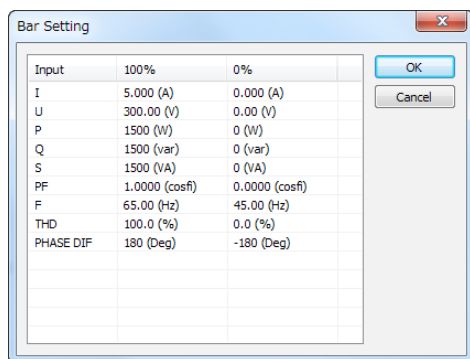 Bar Setting
x
Input 100% 0%
I 5.000 (A) 0.000 (A)
U 300.00 (V) 0.00 (V)
P 1500 (W) 0 (W)
Q 1500 (var) 0 (var)
S 1500 (VA) 0 (VA)
PF 1.0000 (cosfi) 0.0000 (cosfi)
F 65.00 (Hz) 45.00 (Hz)
THD 100.0 (%) 0.0 (%)
PHASE DIF 180 (Deg) -180 (Deg)
OK
Cancel